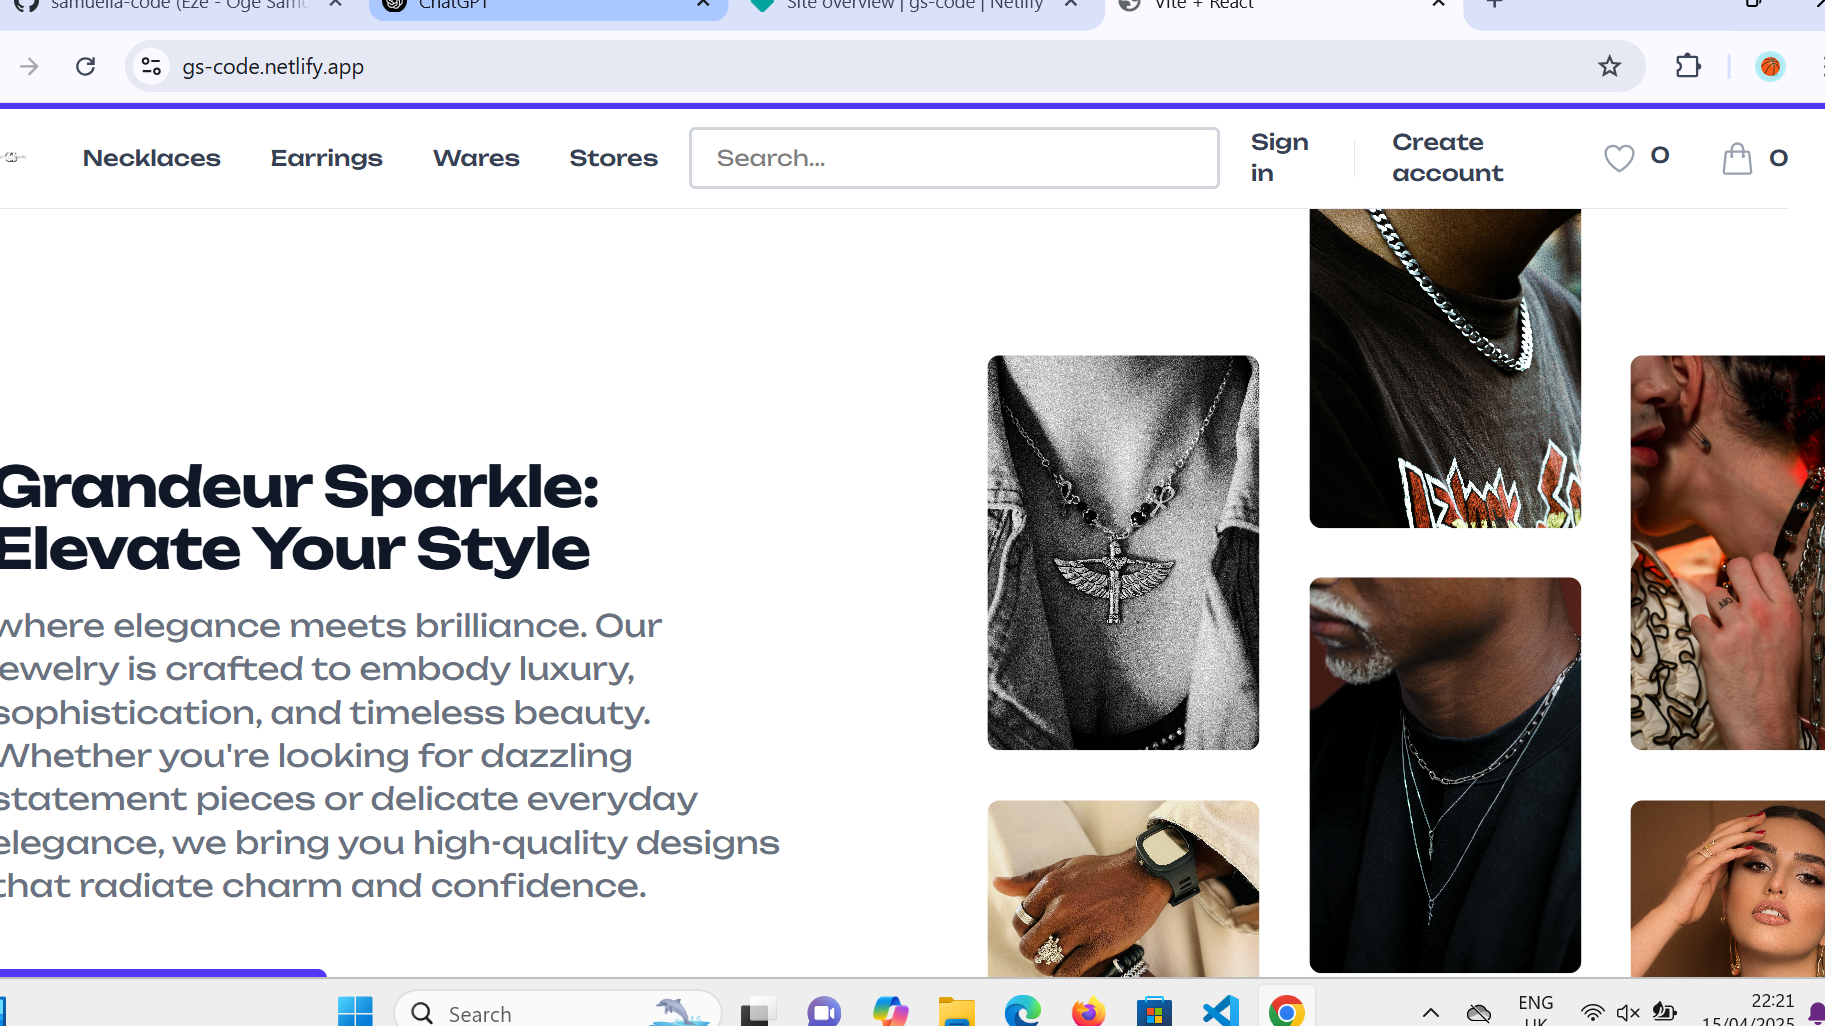 samuella-code (Eze - Oge Samu
ChatGPT
Site overview | gs-code | Netlify
Vite + React
gs-code.netlify.app
Necklaces
Earrings
Wares
Stores
Search...
Sign in
Create account
0
0
Grandeur Sparkle:
Elevate Your Style
where elegance meets brilliance. Our
ewelry is crafted to embody luxury,
sophistication, and timeless beauty.
Whether you're looking for dazzling
statement pieces or delicate everyday
elegance, we bring you high-quality designs
that radiate charm and confidence.
Search
ENG
UK
22:21
15/04/2025